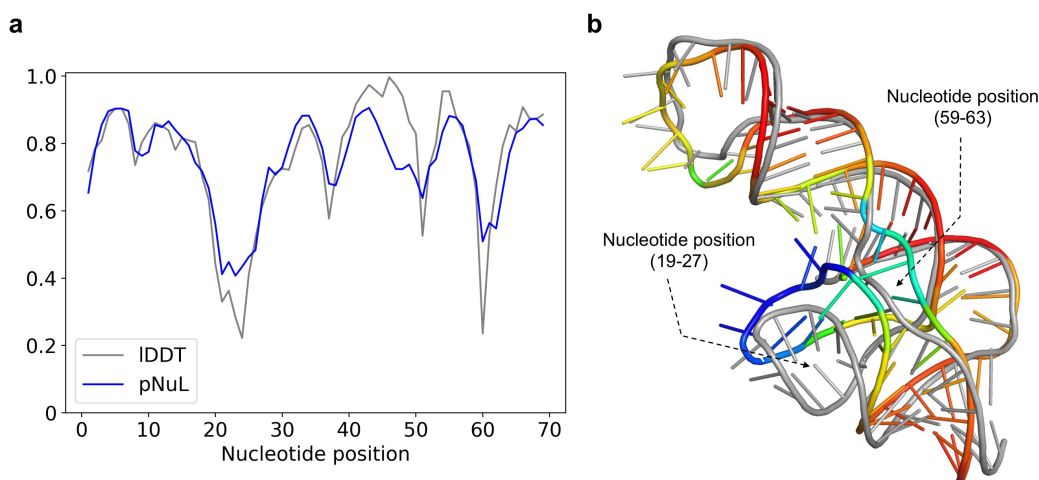 a
1.0
0.8
0.6
0.4
0.2
0
lDDT
pNuL
0 10 20 30 40 50 60 70
Nucleotide position
b
Nucleotide position
(59-63)
Nucleotide position
(19-27)